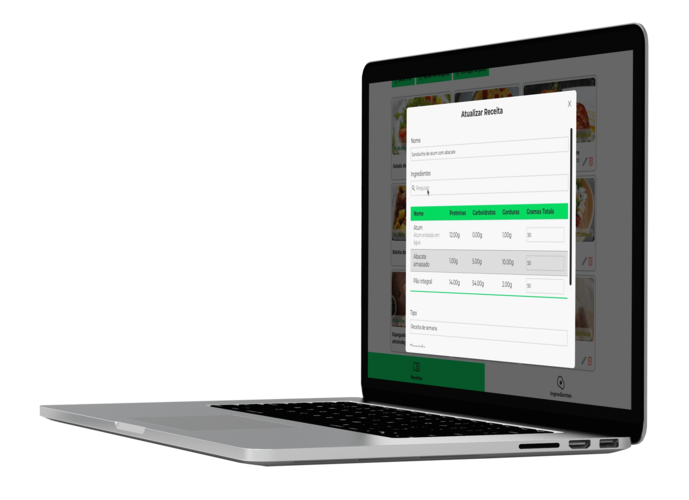 Atualizar Receita
X
Nome
Sanduíche de atum com abacate
Ingredientes
Pesquisar
Nome Proteínas Carboidratos Gorduras Gramas Totais
Atum
Atum enlatado em
água
12.00g 0.00g 1.00g 30
Abacate
amassado
1.00g 5.00g 10.00g 50
Pão integral 14.00g 54.00g 2.00g 50
Tipo
Receita de semana
Receitas
Ingredientes